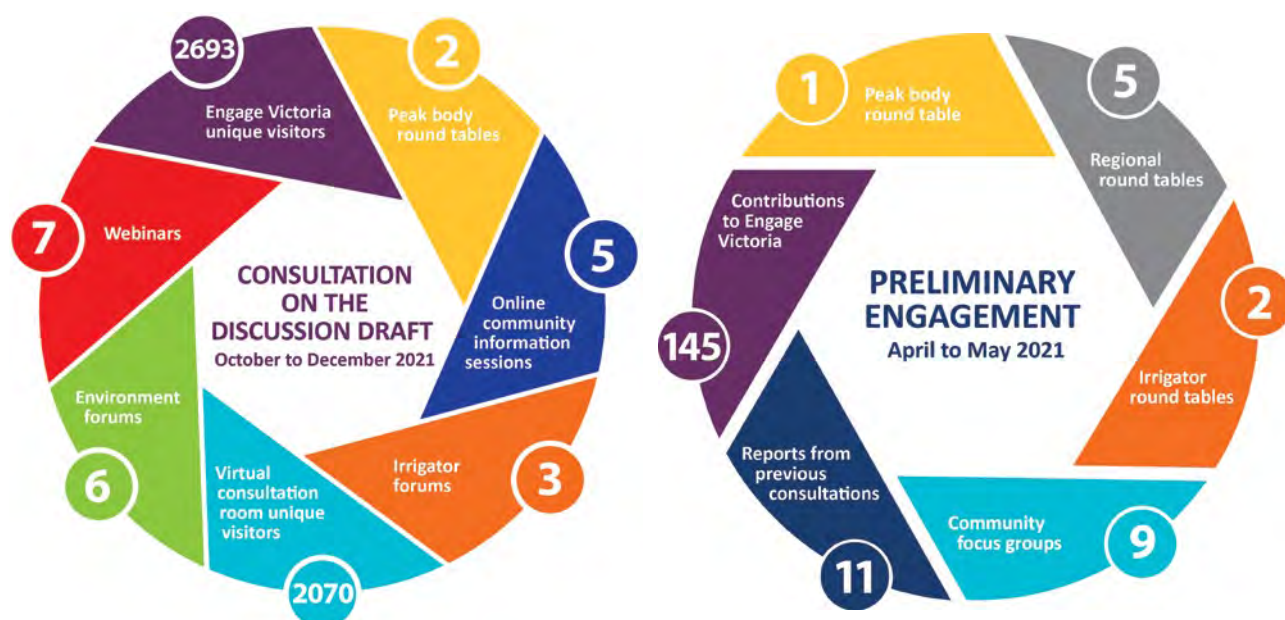 2693
Engage Victoria
unique visitors
2
Peak body
round tables
5
Online
community
information
sessions
3
Irrigator
forums
2070
Virtual
consultation
room unique
visitors
6
Environment
forums
7
Webinars
CONSULTATION
ON THE
DISCUSSION DRAFT
October to December 2021
1
Peak body
round table
5
Regional
round tables
2
Irrigator
round tables
9
Community
focus groups
11
Reports from
previous
consultations
145
Contributions
to Engage
Victoria
PRELIMINARY
ENGAGEMENT
April to May 2021